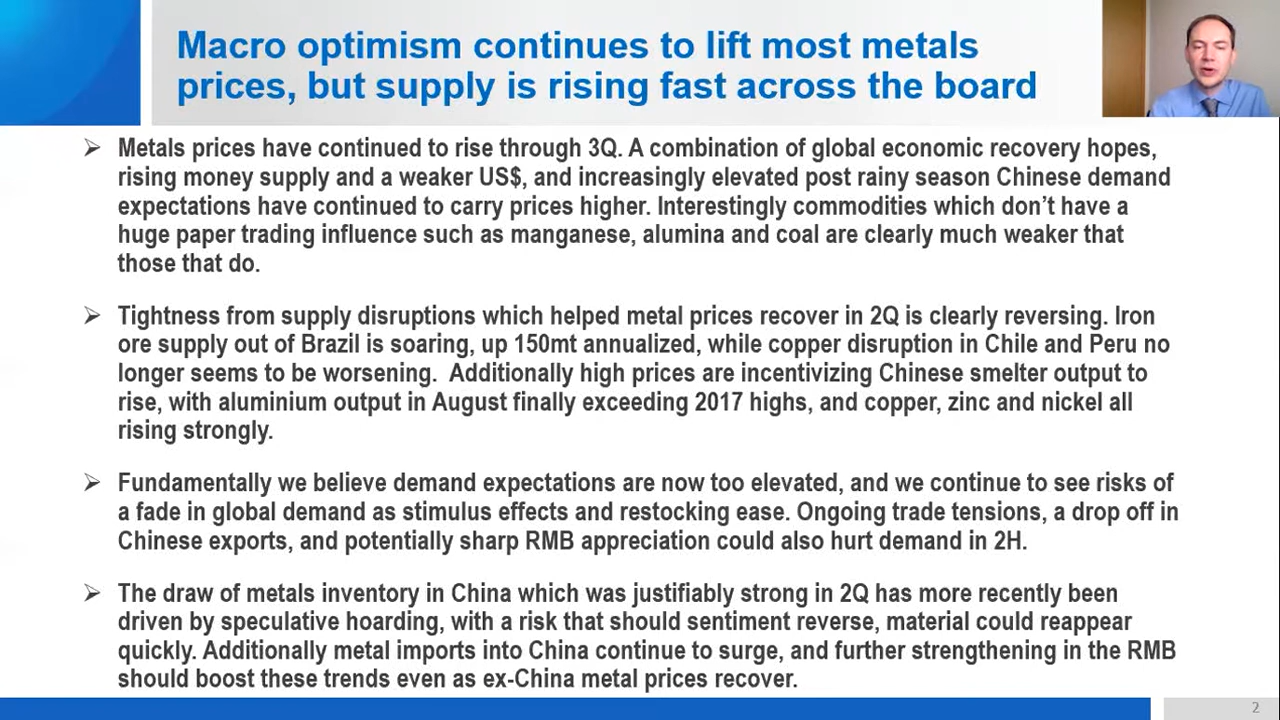 Macro optimism continues to lift most metals
prices, but supply is rising fast across the board
➢ Metals prices have continued to rise through 3Q. A combination of global economic recovery hopes,
rising money supply and a weaker US$, and increasingly elevated post rainy season Chinese demand
expectations have continued to carry prices higher. Interestingly commodities which don’t have a
huge paper trading influence such as manganese, alumina and coal are clearly much weaker that
those that do.
➢ Tightness from supply disruptions which helped metal prices recover in 2Q is clearly reversing. Iron
ore supply out of Brazil is soaring, up 150mt annualized, while copper disruption in Chile and Peru no
longer seems to be worsening. Additionally high prices are incentivizing Chinese smelter output to
rise, with aluminium output in August finally exceeding 2017 highs, and copper, zinc and nickel all
rising strongly.
➢ Fundamentally we believe demand expectations are now too elevated, and we continue to see risks of
a fade in global demand as stimulus effects and restocking ease. Ongoing trade tensions, a drop off in
Chinese exports, and potentially sharp RMB appreciation could also hurt demand in 2H.
➢ The draw of metals inventory in China which was justifiably strong in 2Q has more recently been
driven by speculative hoarding, with a risk that should sentiment reverse, material could reappear
quickly. Additionally metal imports into China continue to surge, and further strengthening in the RMB
should boost these trends even as ex-China metal prices recover.
2